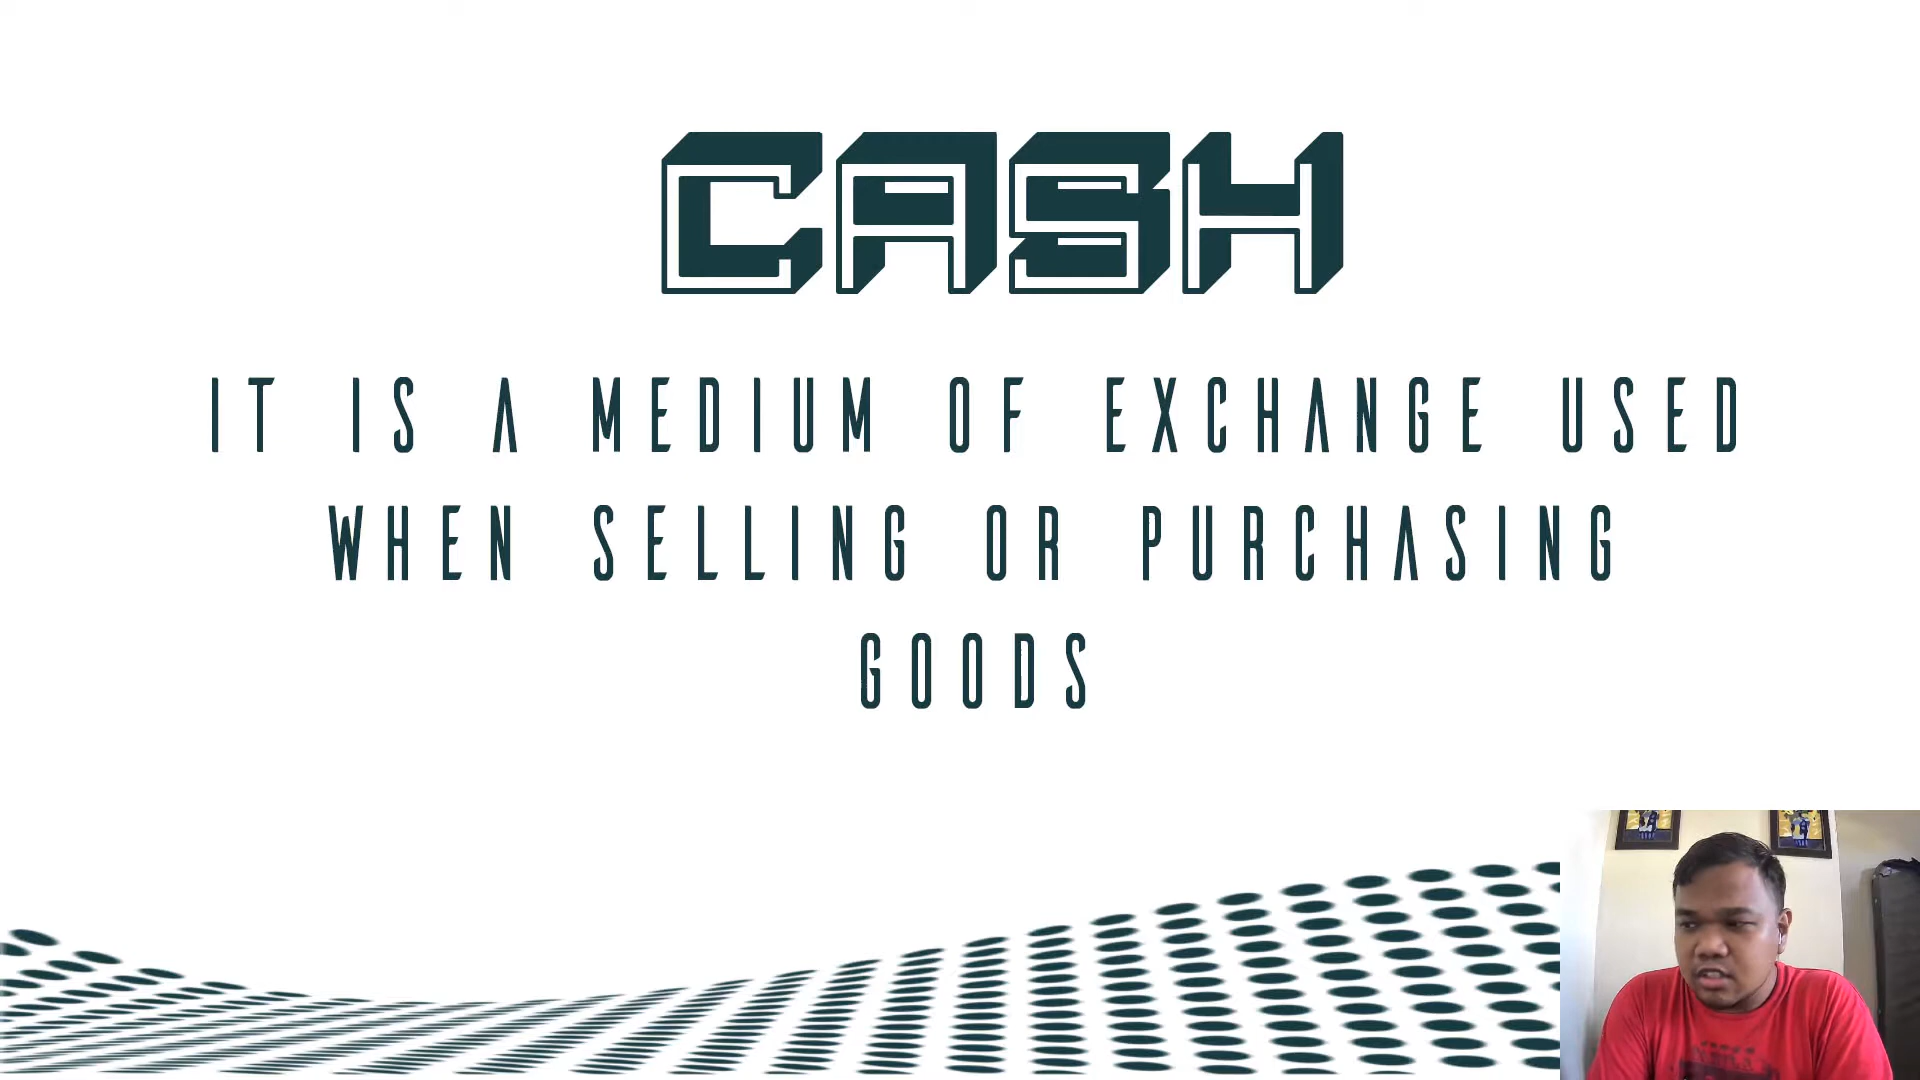 CASH
IT IS A MEDIUM OF EXCHANGE USED
WHEN SELLING OR PURCHASING
GOODS